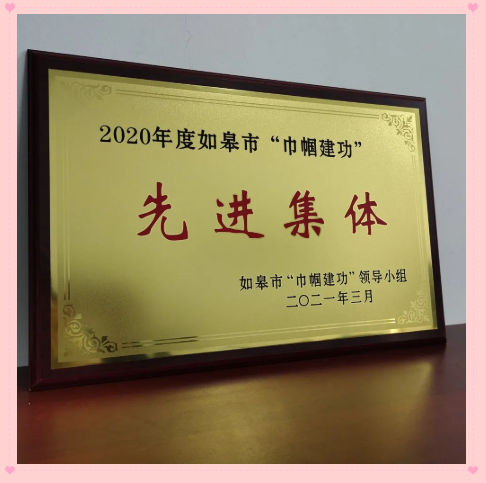 2020年度如皋市“巾帼建功”
先进集体
如皋市“巾帼建功”领导小组
二〇二一年三月